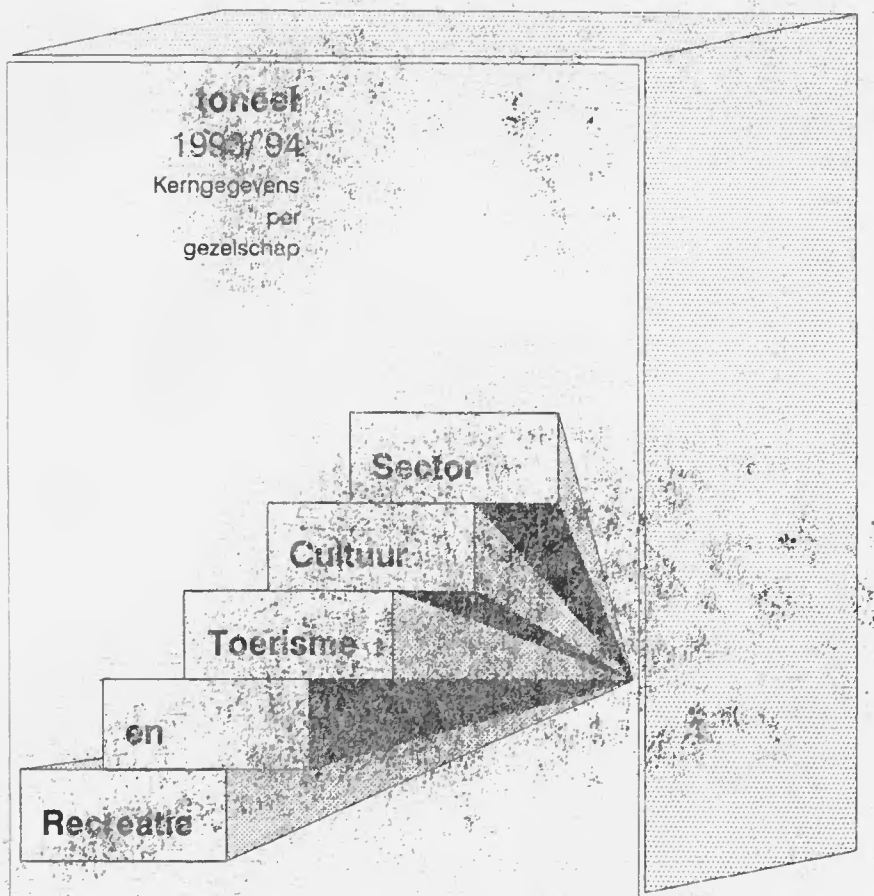 toneel
1993/'94
Kerngegevens
per
gezelschap
Sector
Cultuur
Toerisme
en
Recreatie